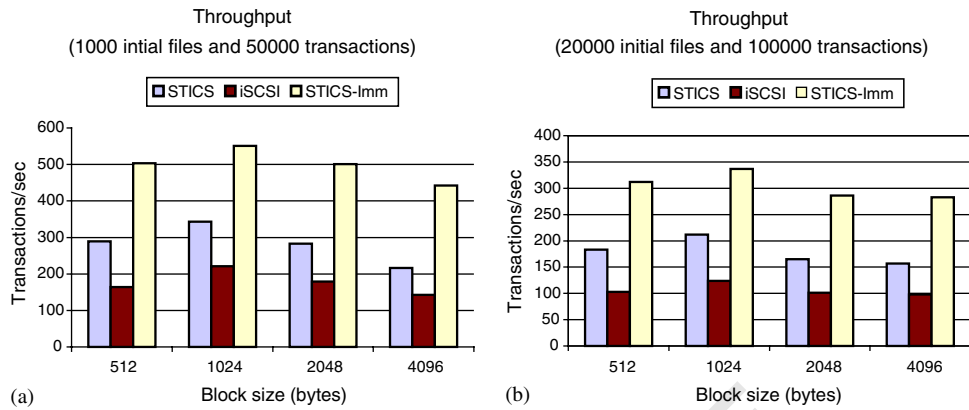 Throughput
(1000 intial files and 50000 transactions)
STICS iSCSI STICS-Imm
Transactions/sec
600
500
400
300
200
100
0
512 1024 2048 4096
Block size (bytes)
(a)
Throughput
(20000 initial files and 100000 transactions)
STICS iSCSI STICS-Imm
Transactions/sec
400
350
300
250
200
150
100
50
0
512 1024 2048 4096
Block size (bytes)
(b)